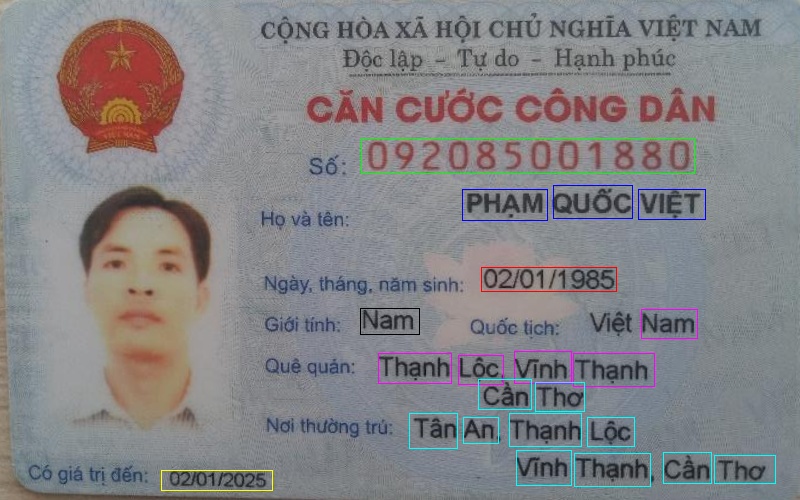 CỘNG HÒA XÃ HỘI CHỦ NGHĨA VIỆT NAM
Độc lập - Tự do - Hạnh phúc
CĂN CƯỚC CÔNG DÂN
Số: 092085001880
Họ và tên: PHẠM QUỐC VIỆT
Ngày, tháng, năm sinh: 02/01/1985
Giới tính: Nam Quốc tịch: Việt Nam
Quê quán: Thạnh Lộc, Vĩnh Thạnh
Cần Thơ
Nơi thường trú: Tân An, Thạnh Lộc
Vĩnh Thạnh, Cần Thơ
Có giá trị đến: 02/01/2025